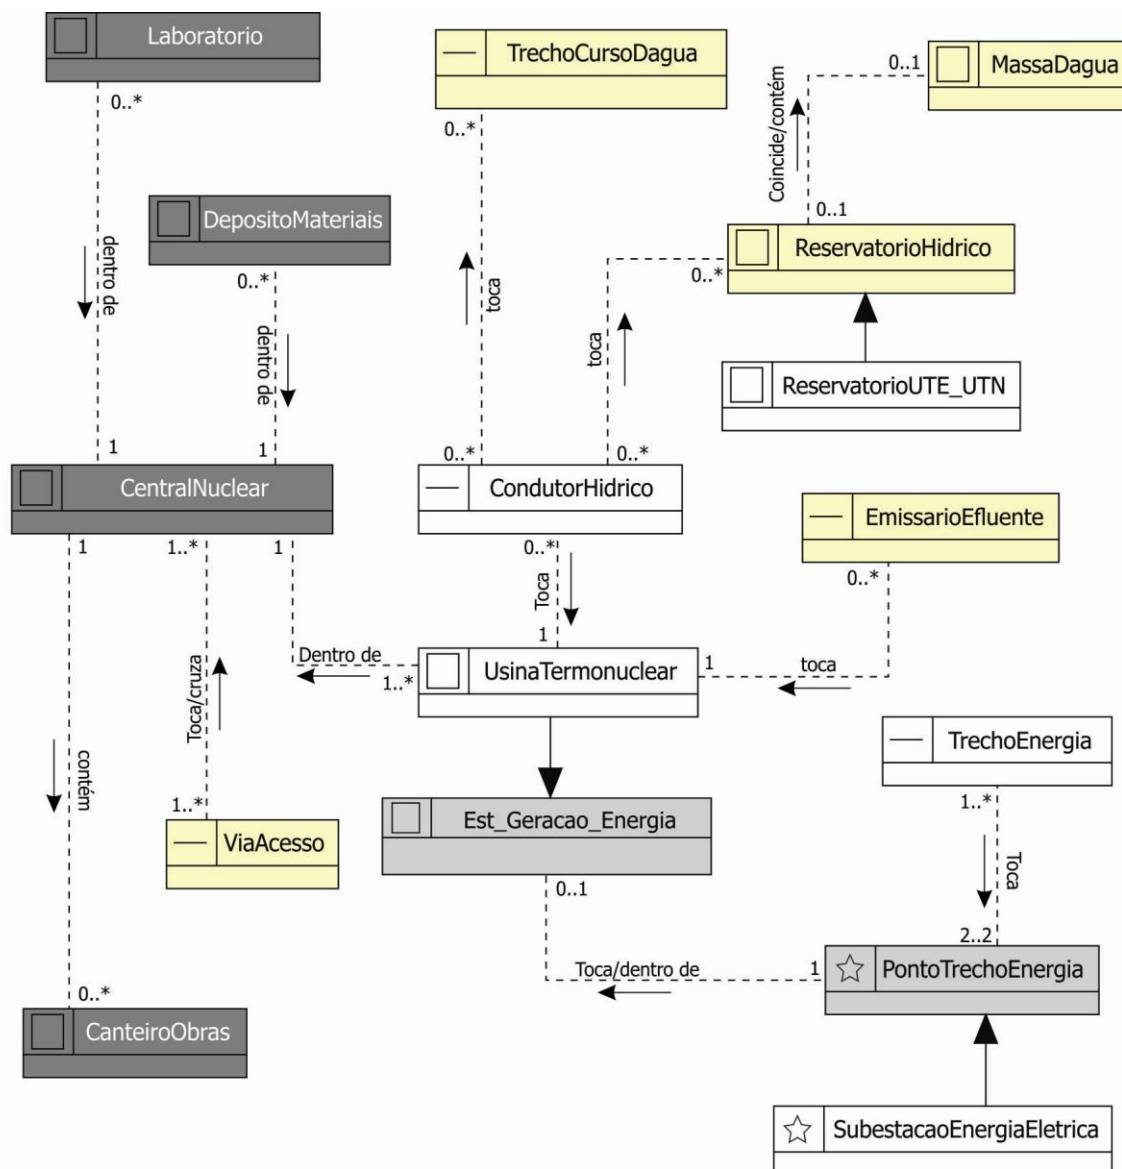 Laboratorio
0..*
dentro de
1
DepositoMateriais
0..*
dentro de
1
TrechoCursoDagua
0..*
toca
0..*
MassaDagua
0..1
Coincide/contém
0..1
ReservatorioHidrico
0..*
toca
0..*
ReservatorioUTE_UTN
CentralNuclear
1
1..*
1
CondutorHidrico
0..*
Toca
1
EmissarioEfluente
0..*
toca
1
Dentro de
1..*
UsinaTermonuclear
Toca/cruza
1..*
ViaAcesso
contém
0..*
CanteiroObras
Est_Geracao_Energia
0..1
Toca/dentro de
1
TrechoEnergia
1..*
Toca
2..2
PontoTrechoEnergia
SubestacaoEnergiaEletrica